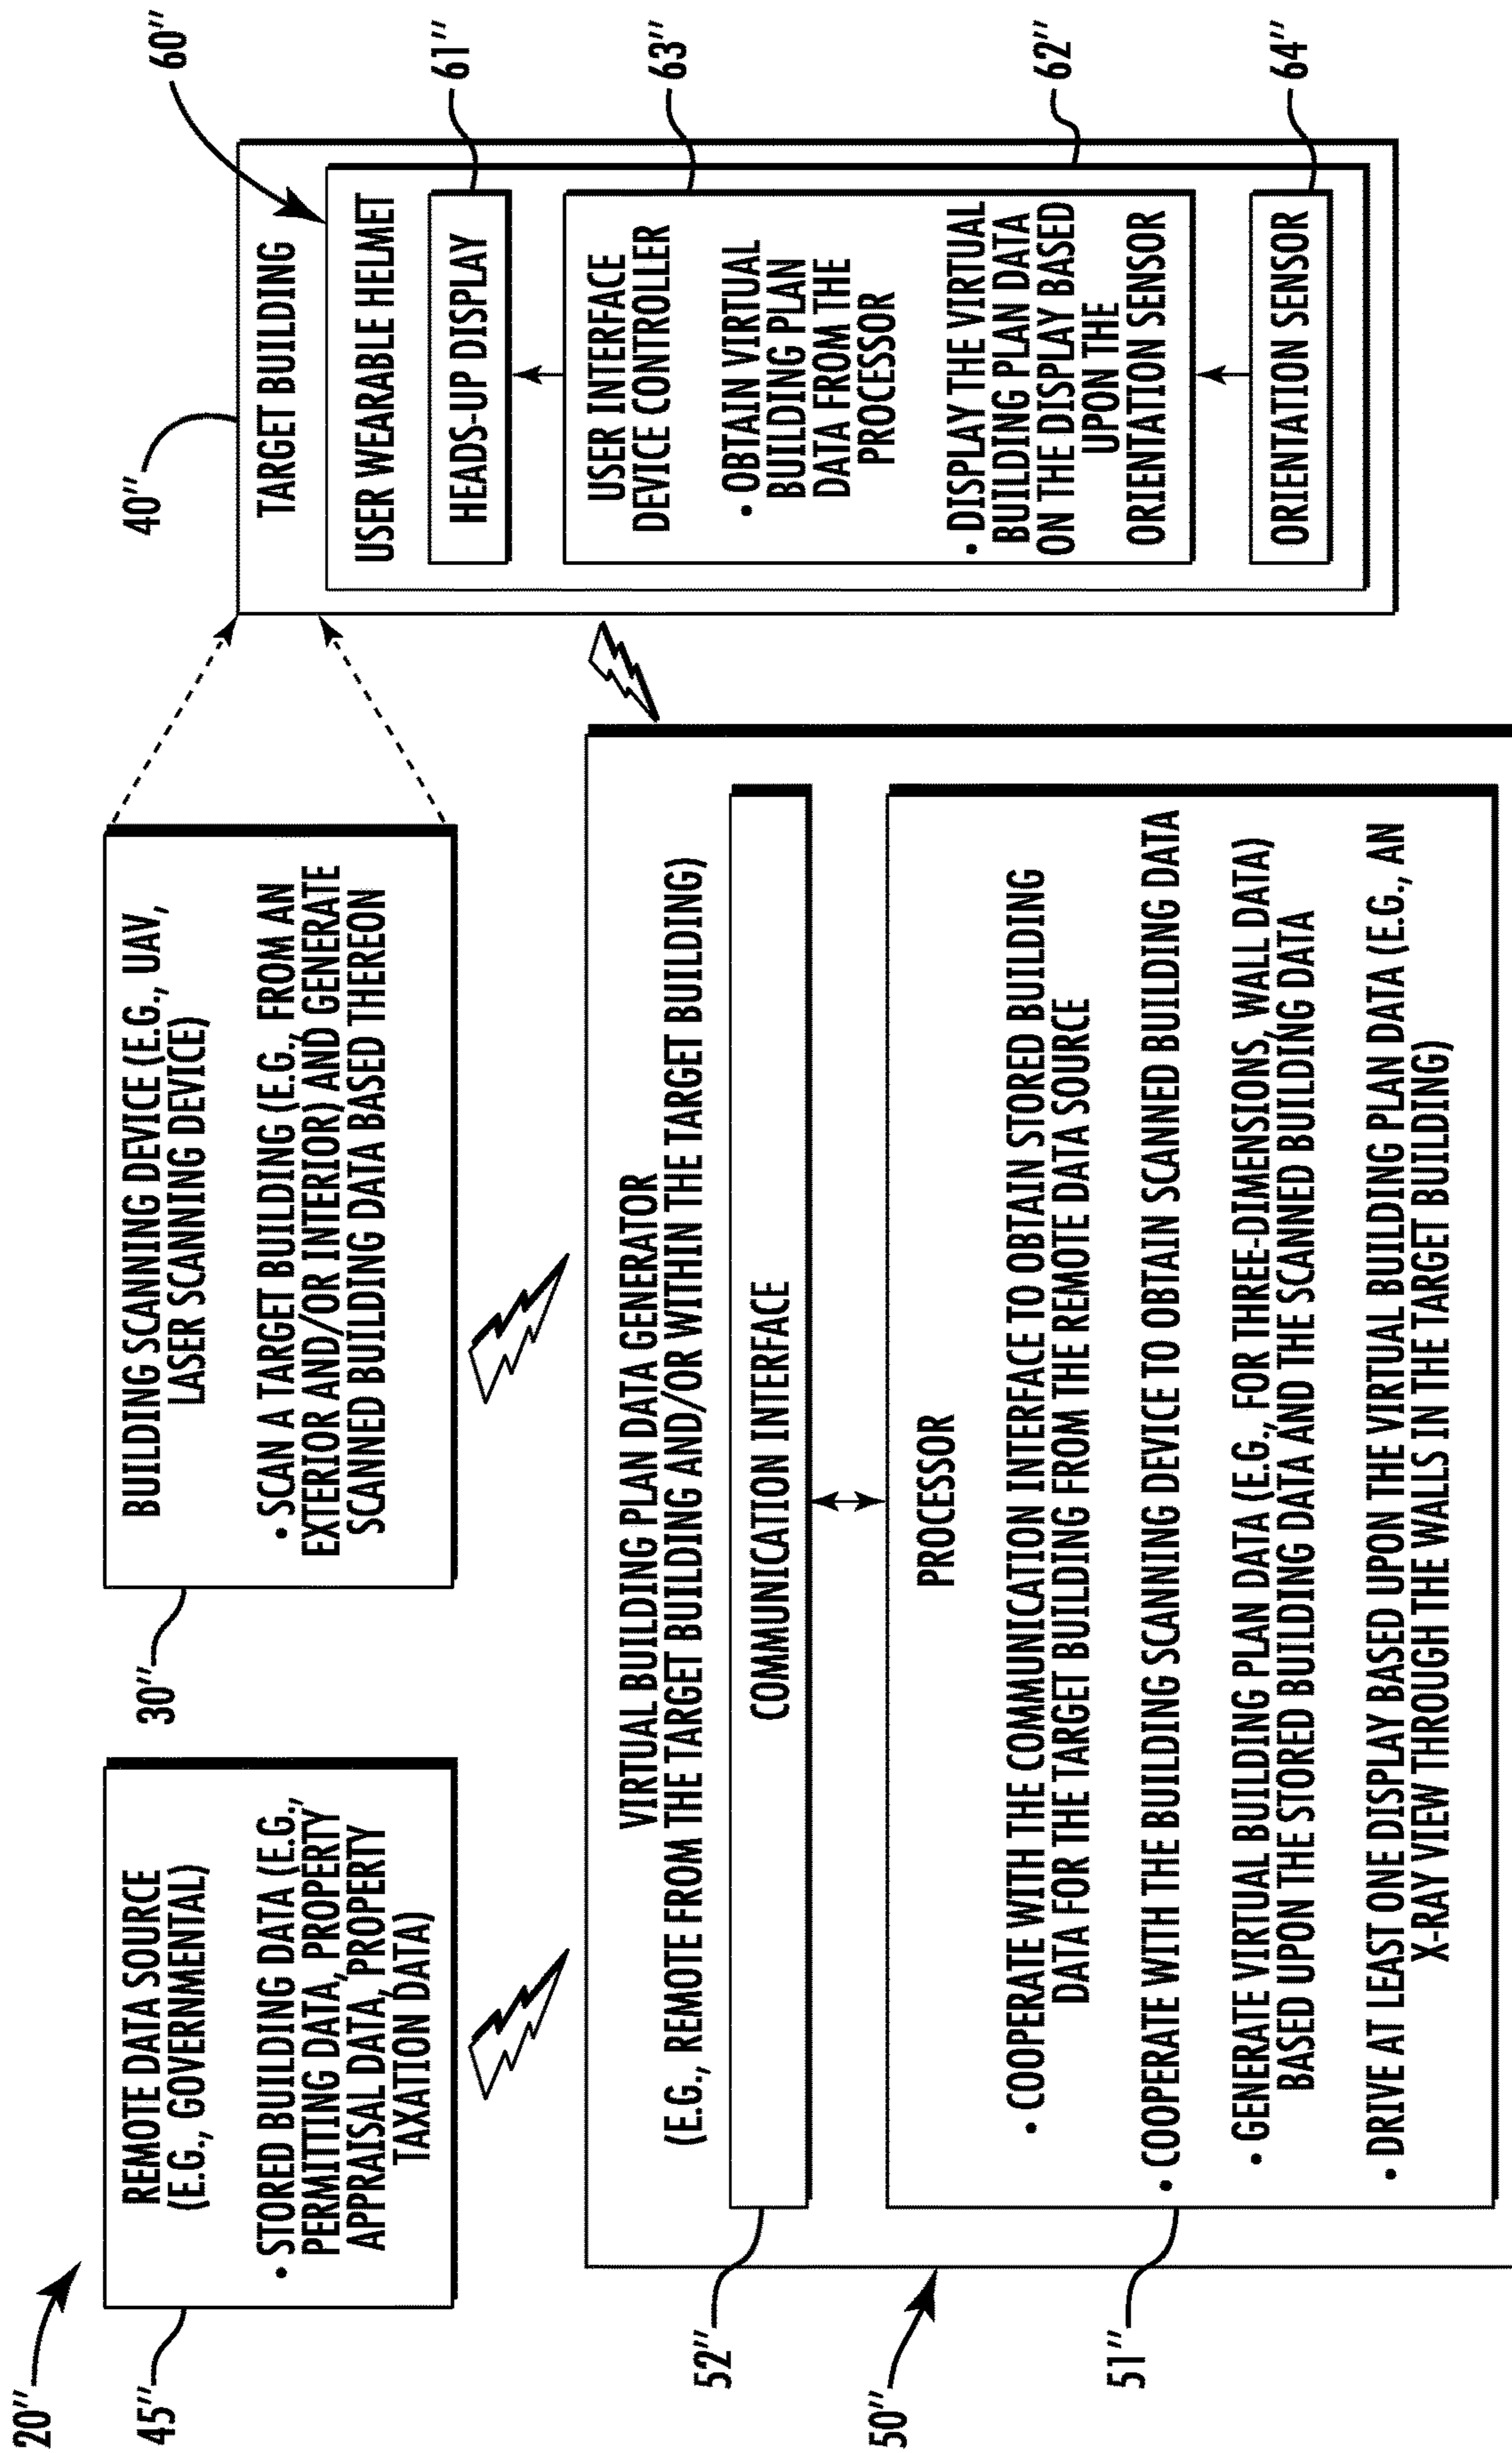 20″
45″
REMOTE DATA SOURCE
(E.G., GOVERNMENTAL)
• STORED BUILDING DATA (E.G.,
PERMITTING DATA, PROPERTY
APPRAISAL DATA, PROPERTY
TAXATION DATA)
30″
BUILDING SCANNING DEVICE (E.G., UAV,
LASER SCANNING DEVICE)
• SCAN A TARGET BUILDING (E.G., FROM AN
EXTERIOR AND/OR INTERIOR) AND GENERATE
SCANNED BUILDING DATA BASED THEREON
40″
TARGET BUILDING
60″
USER WEARABLE HELMET
HEADS-UP DISPLAY
61″
USER INTERFACE
DEVICE CONTROLLER
• OBTAIN VIRTUAL
BUILDING PLAN
DATA FROM THE
PROCESSOR
• DISPLAY THE VIRTUAL
BUILDING PLAN DATA
ON THE DISPLAY BASED
UPON THE
ORIENTATION SENSOR
63″
62″
ORIENTATION SENSOR
64″
50″
VIRTUAL BUILDING PLAN DATA GENERATOR
(E.G., REMOTE FROM THE TARGET BUILDING AND/OR WITHIN THE TARGET BUILDING)
52″
COMMUNICATION INTERFACE
51″
PROCESSOR
• COOPERATE WITH THE COMMUNICATION INTERFACE TO OBTAIN STORED BUILDING
DATA FOR THE TARGET BUILDING FROM THE REMOTE DATA SOURCE
• COOPERATE WITH THE BUILDING SCANNING DEVICE TO OBTAIN SCANNED BUILDING DATA
• GENERATE VIRTUAL BUILDING PLAN DATA (E.G., FOR THREE-DIMENSIONS, WALL DATA)
BASED UPON THE STORED BUILDING DATA AND THE SCANNED BUILDING DATA
• DRIVE AT LEAST ONE DISPLAY BASED UPON THE VIRTUAL BUILDING PLAN DATA (E.G., AN
X-RAY VIEW THROUGH THE WALLS IN THE TARGET BUILDING)